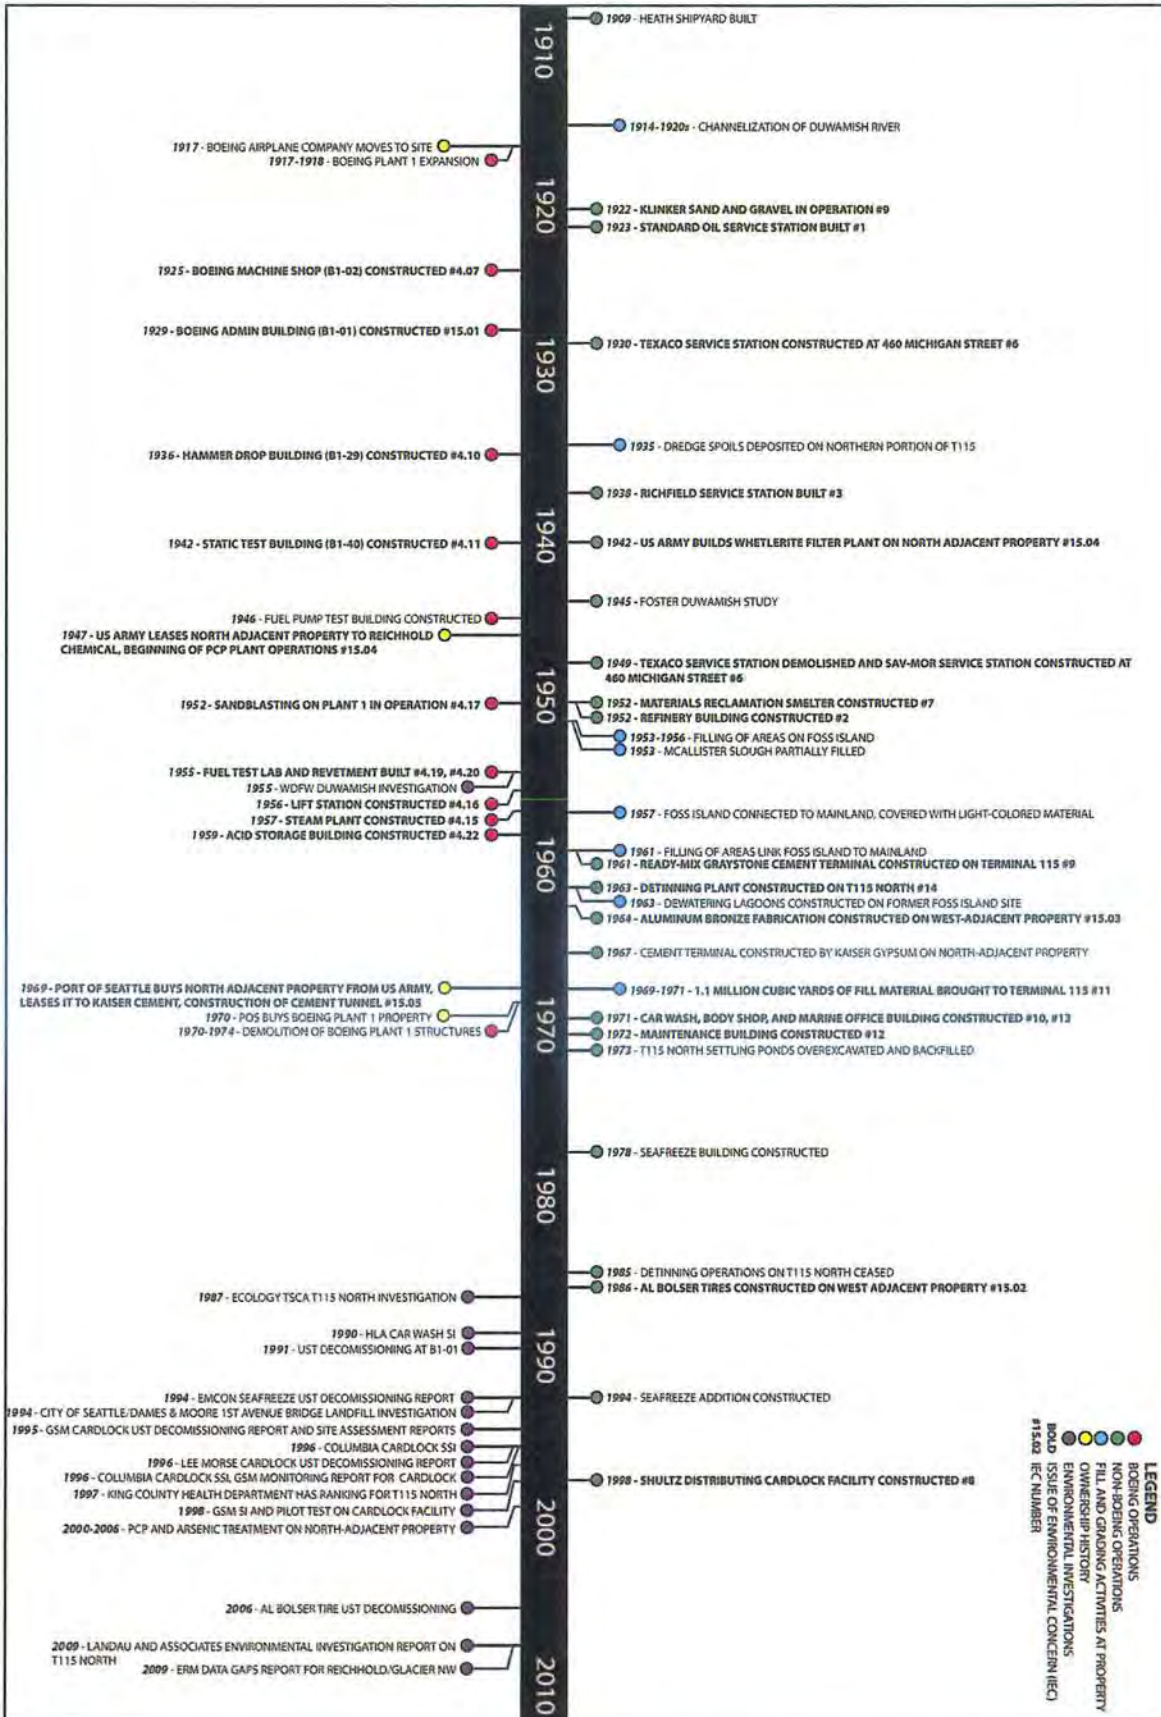 1909 - HEATH SHIPYARD BUILT
1910
1914-1920s - CHANNELIZATION OF DUWAMISH RIVER
1917 - BOEING AIRPLANE COMPANY MOVES TO SITE
1917-1918 - BOEING PLANT 1 EXPANSION
1920
1922 - KLINKER SAND AND GRAVEL IN OPERATION #9
1923 - STANDARD OIL SERVICE STATION BUILT #1
1925 - BOEING MACHINE SHOP (B1-02) CONSTRUCTED #4.07
1929 - BOEING ADMIN BUILDING (B1-01) CONSTRUCTED #15.01
1930
1930 - TEXACO SERVICE STATION CONSTRUCTED AT 460 MICHIGAN STREET #6
1935 - DREDGE SPOILS DEPOSITED ON NORTHERN PORTION OF T115
1936 - HAMMER DROP BUILDING (B1-29) CONSTRUCTED #4.10
1938 - RICHFIELD SERVICE STATION BUILT #3
1940
1942 - STATIC TEST BUILDING (B1-40) CONSTRUCTED #4.11
1942 - US ARMY BUILDS WHETLERITE FILTER PLANT ON NORTH ADJACENT PROPERTY #15.04
1945 - FOSTER DUWAMISH STUDY
1946 - FUEL PUMP TEST BUILDING CONSTRUCTED
1947 - US ARMY LEASES NORTH ADJACENT PROPERTY TO REICHHOLD
CHEMICAL, BEGINNING OF PCP PLANT OPERATIONS #15.04
1949 - TEXACO SERVICE STATION DEMOLISHED AND SAV-MOR SERVICE STATION CONSTRUCTED AT
460 MICHIGAN STREET #6
1950
1952 - SANDBLASTING ON PLANT 1 IN OPERATION #4.17
1952 - MATERIALS RECLAMATION SMELTER CONSTRUCTED #7
1952 - REFINERY BUILDING CONSTRUCTED #2
1953-1956 - FILLING OF AREAS ON FOSS ISLAND
1953 - MCALLISTER SLOUGH PARTIALLY FILLED
1955 - FUEL TEST LAB AND REVETMENT BUILT #4.19, #4.20
1955 - WDFW DUWAMISH INVESTIGATION
1956 - LIFT STATION CONSTRUCTED #4.16
1957 - STEAM PLANT CONSTRUCTED #4.15
1959 - ACID STORAGE BUILDING CONSTRUCTED #4.22
1957 - FOSS ISLAND CONNECTED TO MAINLAND, COVERED WITH LIGHT-COLORED MATERIAL
1960
1961 - FILLING OF AREAS LINK FOSS ISLAND TO MAINLAND
1961 - READY-MIX GRAYSTONE CEMENT TERMINAL CONSTRUCTED ON TERMINAL 115 #9
1963 - DETINNING PLANT CONSTRUCTED ON T115 NORTH #14
1963 - DEWATERING LAGOONS CONSTRUCTED ON FORMER FOSS ISLAND SITE
1964 - ALUMINUM BRONZE FABRICATION CONSTRUCTED ON WEST-ADJACENT PROPERTY #15.03
1967 - CEMENT TERMINAL CONSTRUCTED BY KAISER GYPSUM ON NORTH-ADJACENT PROPERTY
1969 - PORT OF SEATTLE BUYS NORTH ADJACENT PROPERTY FROM US ARMY,
LEASES IT TO KAISER CEMENT, CONSTRUCTION OF CEMENT TUNNEL #15.05
1970 - POS BUYS BOEING PLANT 1 PROPERTY
1970-1974 - DEMOLITION OF BOEING PLANT 1 STRUCTURES
1969-1971 - 1.1 MILLION CUBIC YARDS OF FILL MATERIAL BROUGHT TO TERMINAL 115 #11
1970
1971 - CAR WASH, BODY SHOP, AND MARINE OFFICE BUILDING CONSTRUCTED #10, #13
1972 - MAINTENANCE BUILDING CONSTRUCTED #12
1973 - T115 NORTH SETTLING PONDS OVEREXCAVATED AND BACKFILLED
1978 - SEAFREEZE BUILDING CONSTRUCTED
1980
1985 - DETINNING OPERATIONS ON T115 NORTH CEASED
1986 - AL BOLSER TIRES CONSTRUCTED ON WEST ADJACENT PROPERTY #15.02
1987 - ECOLOGY TSCA T115 NORTH INVESTIGATION
1990 - HLA CAR WASH SI
1991 - UST DECOMISSIONING AT B1-01
1990
1994 - EMCON SEAFREEZE UST DECOMISSIONING REPORT
1994 - CITY OF SEATTLE/DAMES & MOORE 1ST AVENUE BRIDGE LANDFILL INVESTIGATION
1995 - GSM CARDLOCK UST DECOMISSIONING REPORT AND SITE ASSESSMENT REPORTS
1994 - SEAFREEZE ADDITION CONSTRUCTED
1996 - COLUMBIA CARDLOCK SSI
1996 - LEE MORSE CARDLOCK UST DECOMISSIONING REPORT
1996 - COLUMBIA CARDLOCK SSI, GSM MONITORING REPORT FOR CARDLOCK
1997 - KING COUNTY HEALTH DEPARTMENT HAS RANKING FOR T115 NORTH
1998 - GSM SI AND PILOT TEST ON CARDLOCK FACILITY
1998 - SHULTZ DISTRIBUTING CARDLOCK FACILITY CONSTRUCTED #8
2000
2000-2006 - PCP AND ARSENIC TREATMENT ON NORTH-ADJACENT PROPERTY
2006 - AL BOLSER TIRE UST DECOMISSIONING
2009 - LANDAU AND ASSOCIATES ENVIRONMENTAL INVESTIGATION REPORT ON
T115 NORTH
2009 - ERM DATA GAPS REPORT FOR REICHHOLD/GLACIER NW
2010
LEGEND
BOEING OPERATIONS
NON-BOEING OPERATIONS
FILL AND GRADING ACTIVITIES AT PROPERTY
OWNERSHIP HISTORY
ENVIRONMENTAL INVESTIGATIONS
BOLD ISSUE OF ENVIRONMENTAL CONCERN (IEC)
#15.02 IEC NUMBER